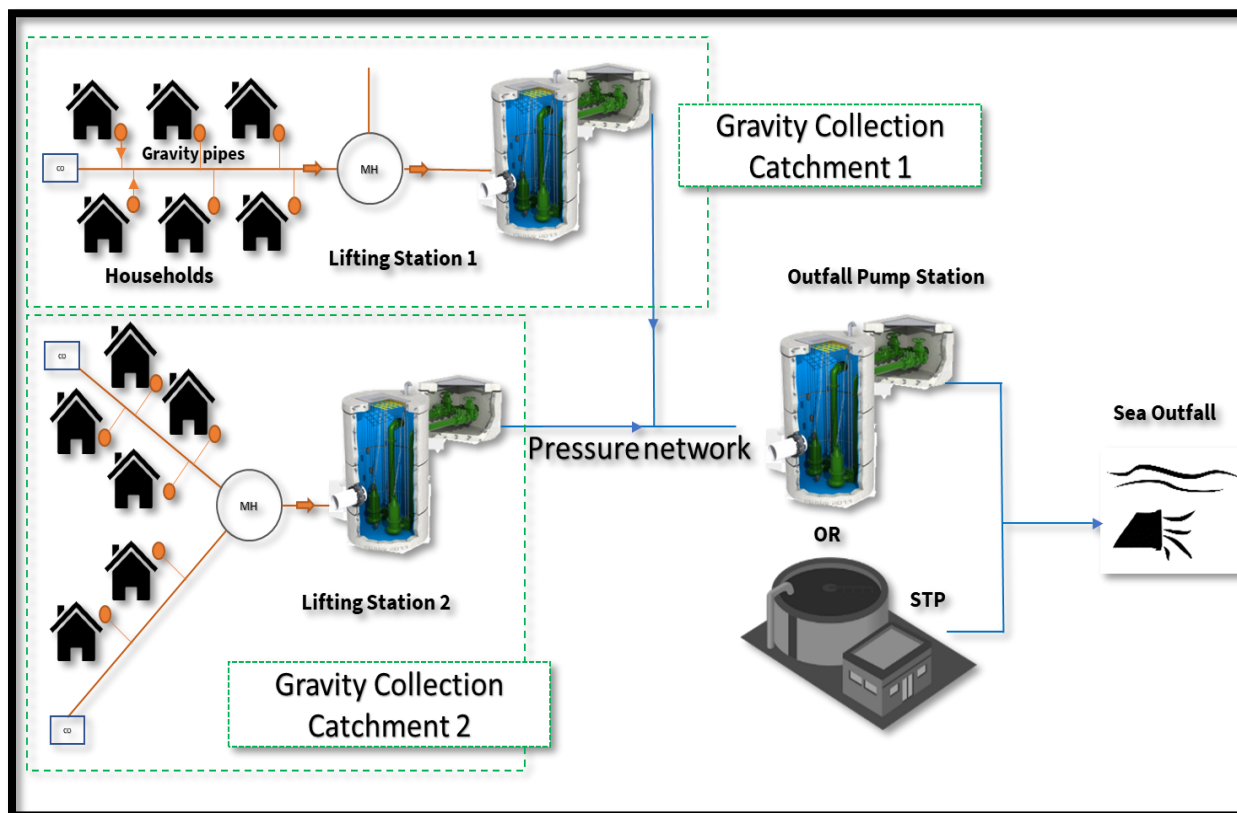 Gravity pipes
CO
MH
Households
Lifting Station 1
Gravity Collection
Catchment 1
Outfall Pump Station
CO
MH
CO
Lifting Station 2
Gravity Collection
Catchment 2
Pressure network
OR
STP
Sea Outfall